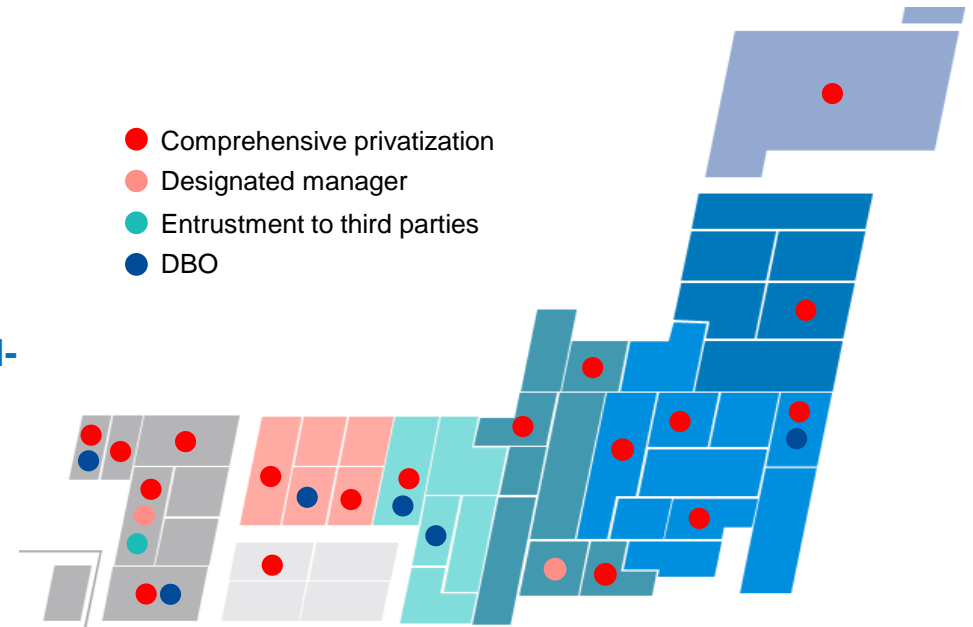 Comprehensive privatization
Designated manager
Entrustment to third parties
DBO